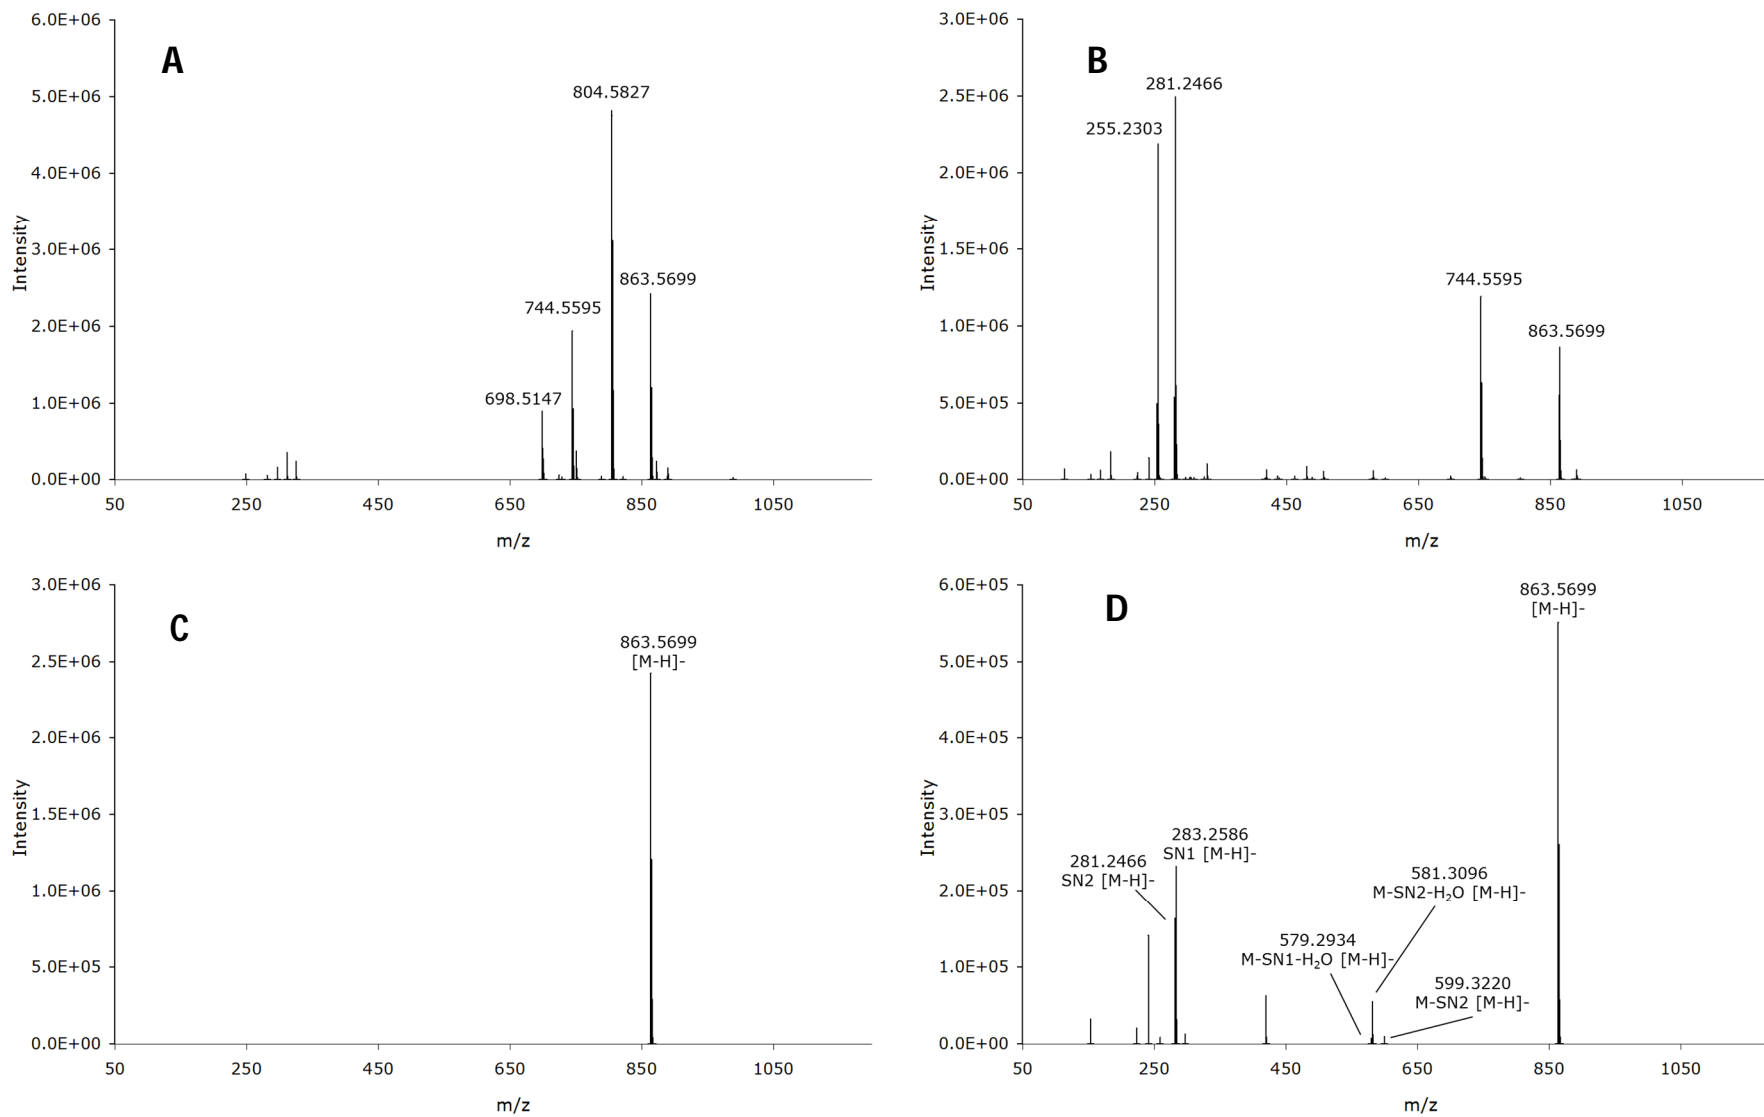 A
6.0E+06
5.0E+06
4.0E+06
3.0E+06
2.0E+06
1.0E+06
0.0E+00
Intensity
804.5827
863.5699
744.5595
698.5147
50
250
450
650
850
1050
m/z
B
3.0E+06
2.5E+06
2.0E+06
1.5E+06
1.0E+06
5.0E+05
0.0E+00
Intensity
281.2466
255.2303
744.5595
863.5699
50
250
450
650
850
1050
m/z
C
3.0E+06
2.5E+06
2.0E+06
1.5E+06
1.0E+06
5.0E+05
0.0E+00
Intensity
863.5699
[M-H]-
50
250
450
650
850
1050
m/z
D
6.0E+05
5.0E+05
4.0E+05
3.0E+05
2.0E+05
1.0E+05
0.0E+00
Intensity
863.5699
[M-H]-
283.2586
SN1 [M-H]-
281.2466
SN2 [M-H]-
581.3096
M-SN2-H₂O [M-H]-
579.2934
M-SN1-H₂O [M-H]-
599.3220
M-SN2 [M-H]-
50
250
450
650
850
1050
m/z